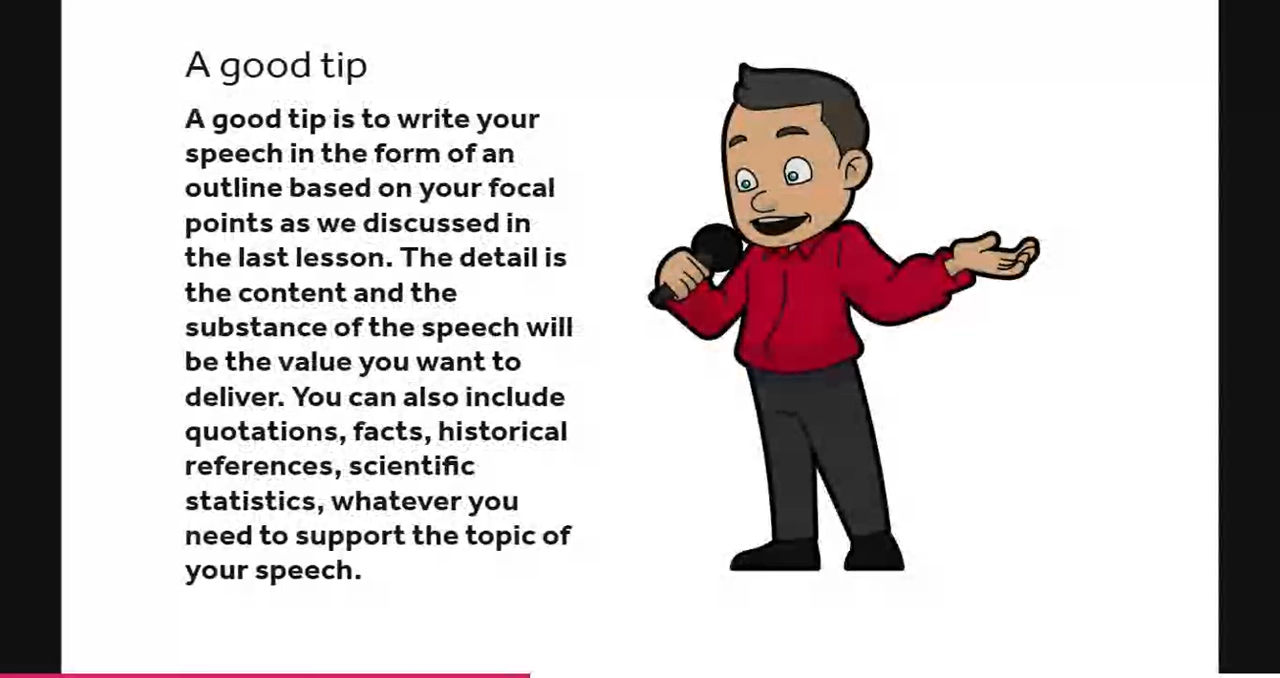 A good tip
A good tip is to write your
speech in the form of an
outline based on your focal
points as we discussed in
the last lesson. The detail is
the content and the
substance of the speech will
be the value you want to
deliver. You can also include
quotations, facts, historical
references, scientific
statistics, whatever you
need to support the topic of
your speech.